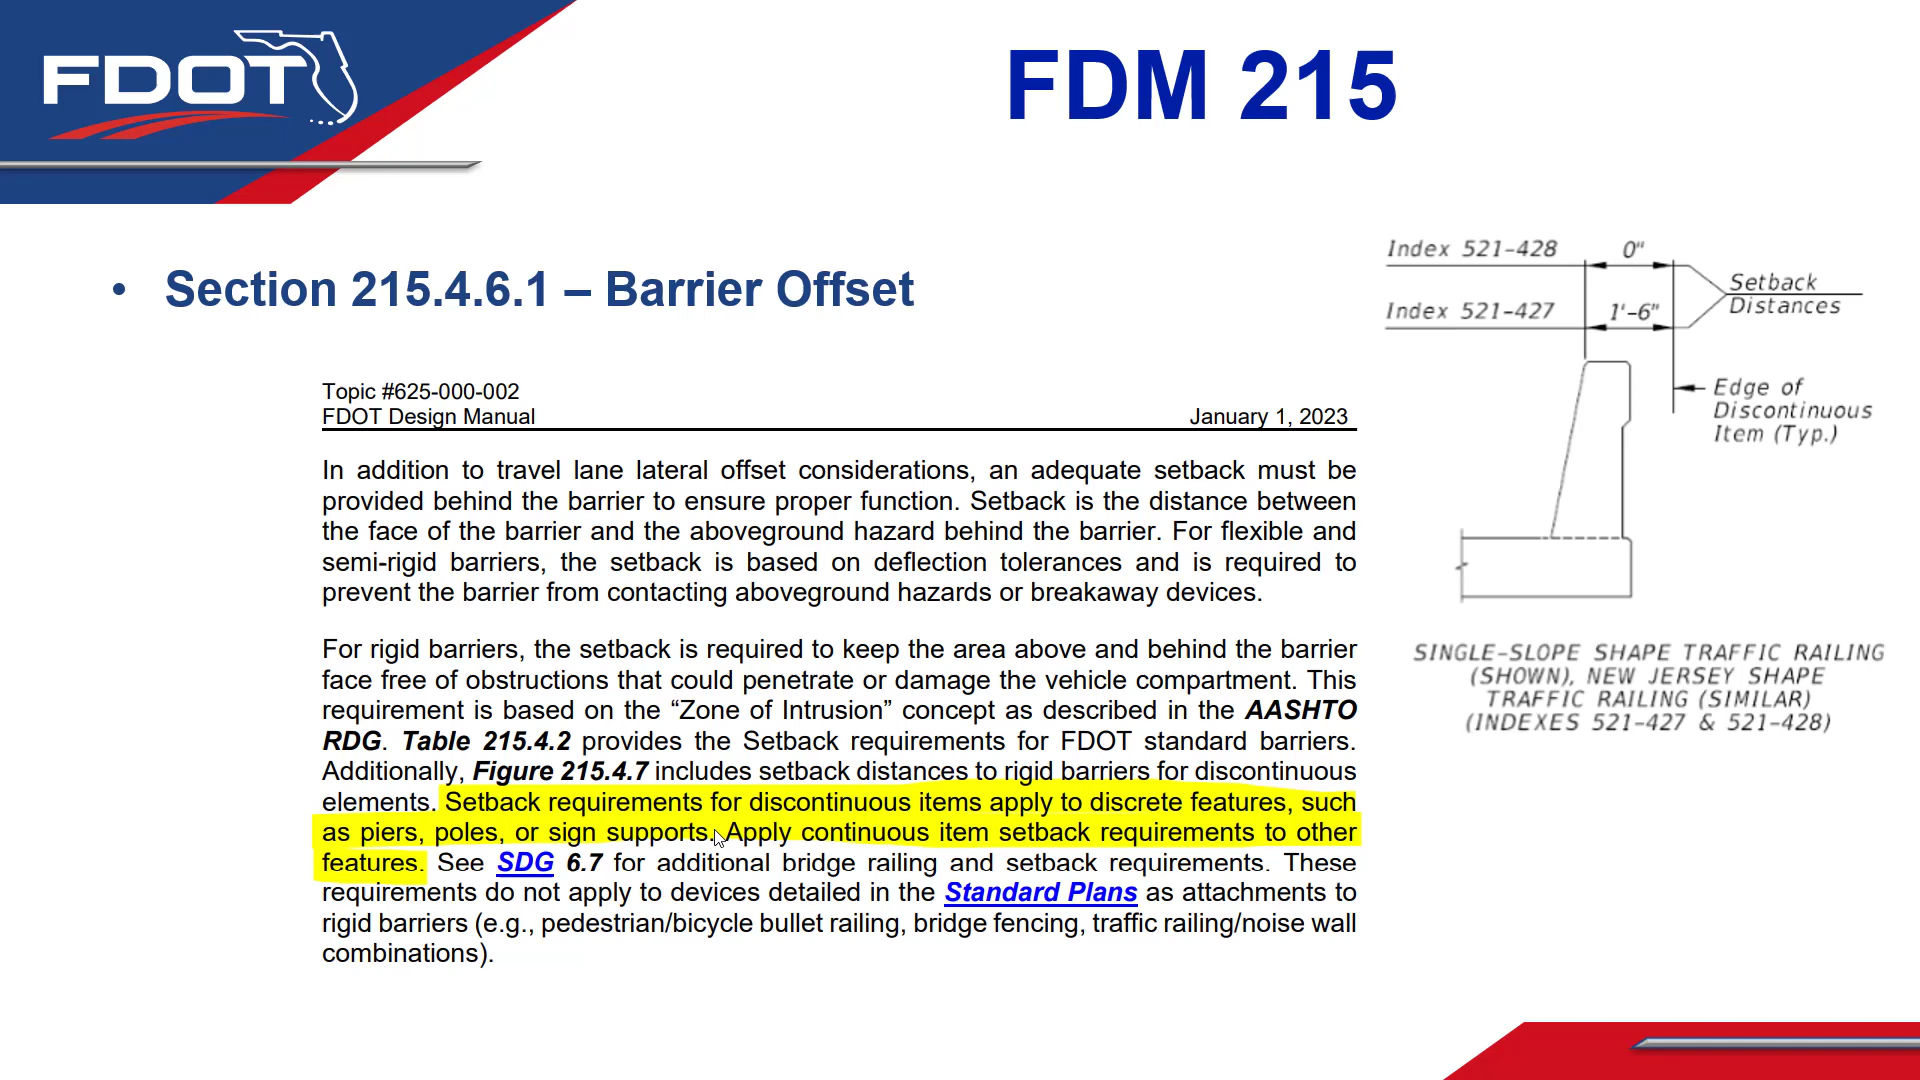 FDOT
FDM 215
• Section 215.4.6.1 – Barrier Offset
Topic #625-000-002
FDOT Design Manual
January 1, 2023
In addition to travel lane lateral offset considerations, an adequate setback must be
provided behind the barrier to ensure proper function. Setback is the distance between
the face of the barrier and the aboveground hazard behind the barrier. For flexible and
semi-rigid barriers, the setback is based on deflection tolerances and is required to
prevent the barrier from contacting aboveground hazards or breakaway devices.
For rigid barriers, the setback is required to keep the area above and behind the barrier
face free of obstructions that could penetrate or damage the vehicle compartment. This
requirement is based on the “Zone of Intrusion” concept as described in the AASHTO
RDG. Table 215.4.2 provides the Setback requirements for FDOT standard barriers.
Additionally, Figure 215.4.7 includes setback distances to rigid barriers for discontinuous
elements. Setback requirements for discontinuous items apply to discrete features, such
as piers, poles, or sign supports. Apply continuous item setback requirements to other
features. See SDG 6.7 for additional bridge railing and setback requirements. These
requirements do not apply to devices detailed in the Standard Plans as attachments to
rigid barriers (e.g., pedestrian/bicycle bullet railing, bridge fencing, traffic railing/noise wall
combinations).
Index 521-428
0"
Index 521-427
1'-6"
Setback
Distances
Edge of
Discontinuous
Item (Typ.)
SINGLE-SLOPE SHAPE TRAFFIC RAILING
(SHOWN), NEW JERSEY SHAPE
TRAFFIC RAILING (SIMILAR)
(INDEXES 521-427 & 521-428)